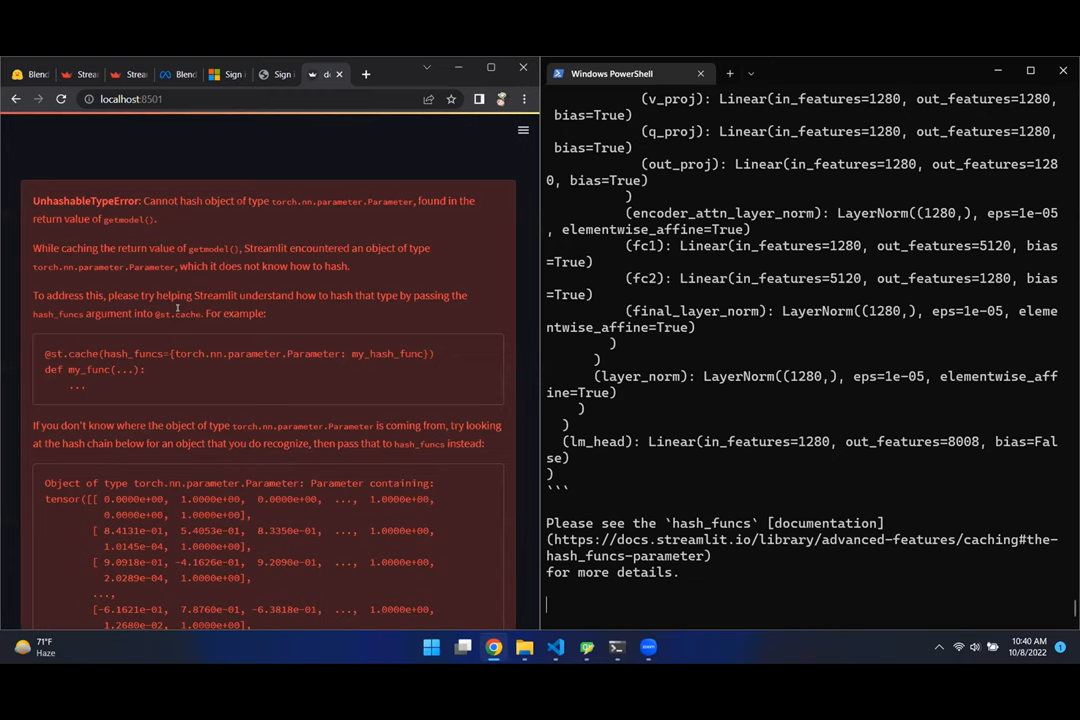 Blend
Strea
Strea
Blend
Sign i
Sign i
de
localhost:8501
UnhashableTypeError: Cannot hash object of type torch.nn.parameter.Parameter, found in the
return value of getmodel().
While caching the return value of getmodel(), Streamlit encountered an object of type
torch.nn.parameter.Parameter, which it does not know how to hash.
To address this, please try helping Streamlit understand how to hash that type by passing the
hash_funcs argument into @st.cache. For example:
@st.cache(hash_funcs={torch.nn.parameter.Parameter: my_hash_func})
def my_func(...):
...
If you don't know where the object of type torch.nn.parameter.Parameter is coming from, try looking
at the hash chain below for an object that you do recognize, then pass that to hash_funcs instead:
Object of type torch.nn.parameter.Parameter: Parameter containing:
tensor([[ 0.0000e+00, 1.0000e+00, 0.0000e+00, ..., 1.0000e+00,
0.0000e+00, 1.0000e+00],
[ 8.4131e-01, 5.4053e-01, 8.3350e-01, ..., 1.0000e+00,
1.0145e-04, 1.0000e+00],
[ 9.0918e-01, -4.1626e-01, 9.2090e-01, ..., 1.0000e+00,
2.0289e-04, 1.0000e+00],
...,
[-6.1621e-01, 7.8760e-01, -6.3818e-01, ..., 1.0000e+00,
1.2680e-02, 1.0000e+00],
Windows PowerShell
(v_proj): Linear(in_features=1280, out_features=1280,
bias=True)
(q_proj): Linear(in_features=1280, out_features=1280,
bias=True)
(out_proj): Linear(in_features=1280, out_features=128
0, bias=True)
)
(encoder_attn_layer_norm): LayerNorm((1280,), eps=1e-05
, elementwise_affine=True)
(fc1): Linear(in_features=1280, out_features=5120, bias
=True)
(fc2): Linear(in_features=5120, out_features=1280, bias
=True)
(final_layer_norm): LayerNorm((1280,), eps=1e-05, eleme
ntwise_affine=True)
)
)
(layer_norm): LayerNorm((1280,), eps=1e-05, elementwise_aff
ine=True)
)
)
(lm_head): Linear(in_features=1280, out_features=8008, bias=Fal
se)
)
```
Please see the `hash_funcs` [documentation]
(https://docs.streamlit.io/library/advanced-features/caching#the-
hash_funcs-parameter)
for more details.
71°F
Haze
zoom
10:40 AM
10/8/2022
1